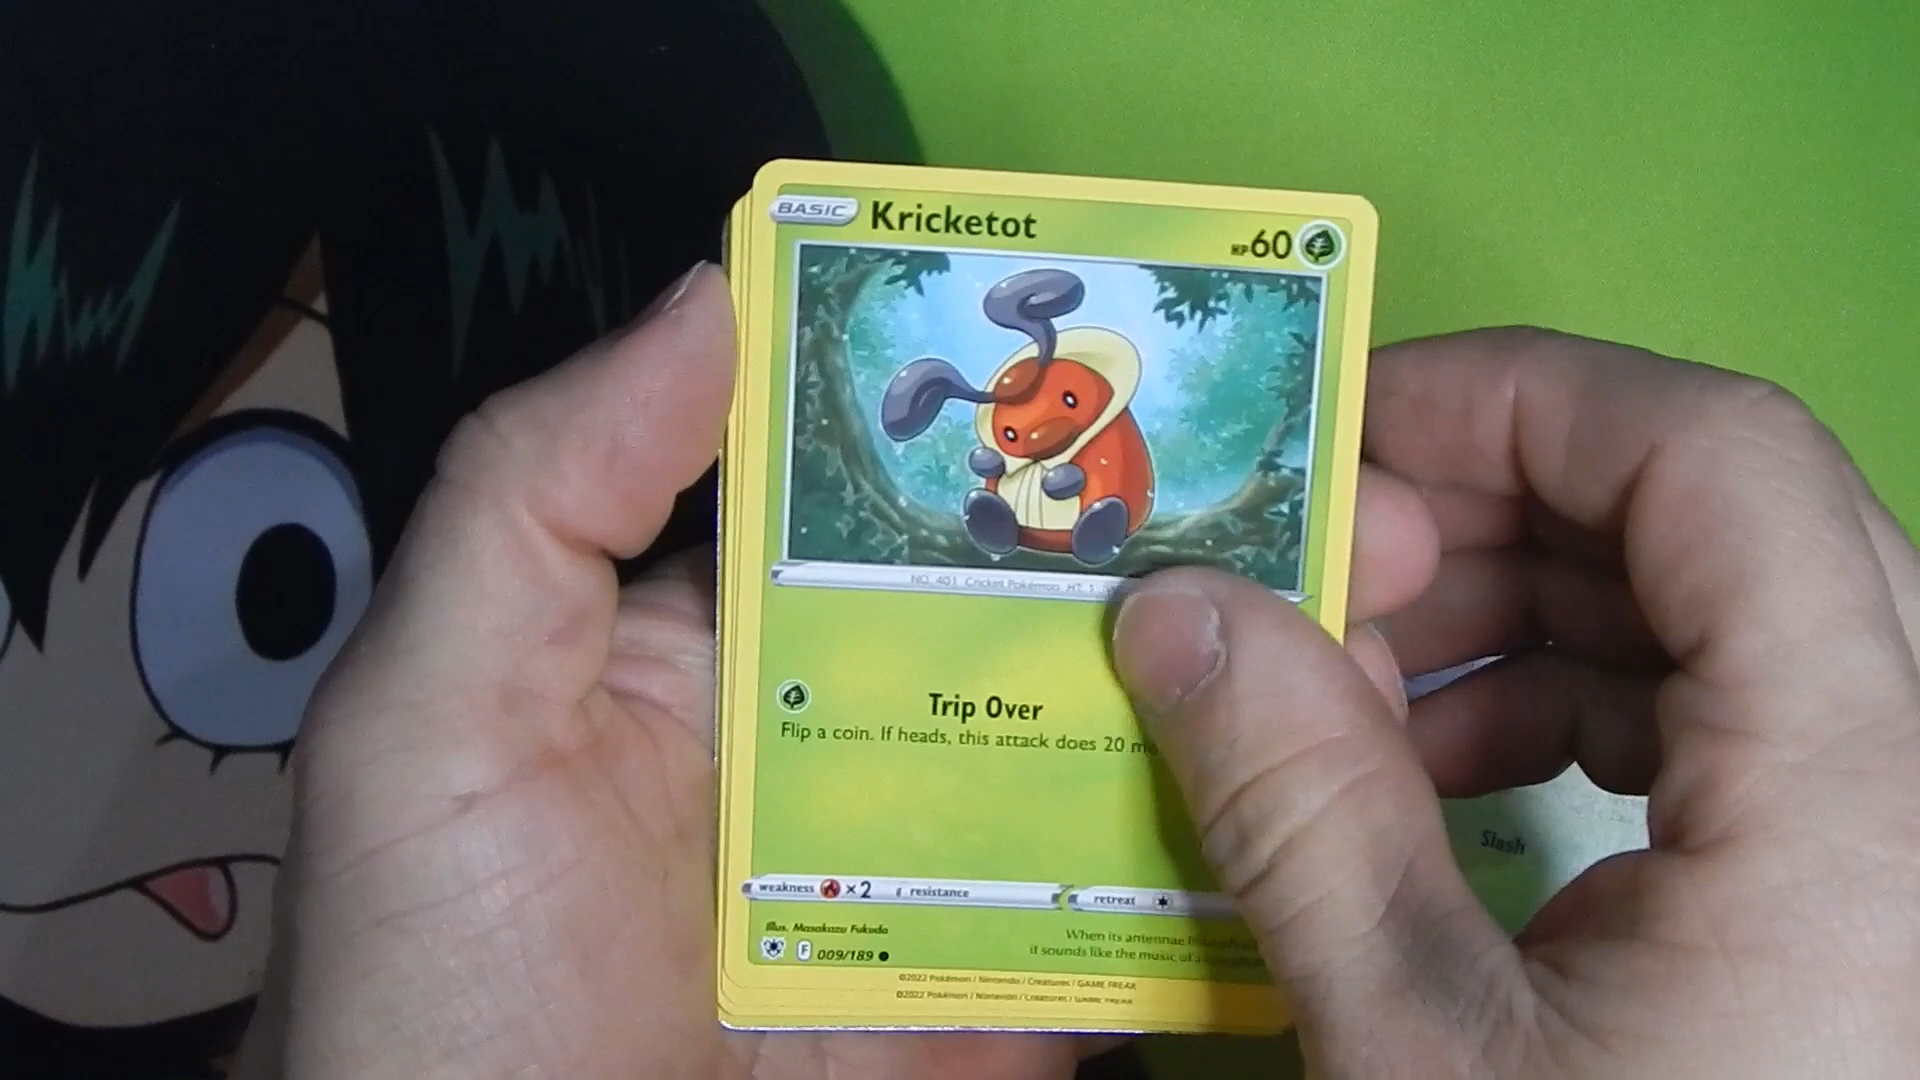 BASIC Kricketot HP60
NO. 401 Cricket Pokémon HT: 1
Trip Over
Flip a coin. If heads, this attack does 20
weakness ×2 resistance retreat
Illus. Masakazu Fukuda
F 009/189
When its antennae
it sounds like the music of a
©2022 Pokémon / Nintendo / Creatures / GAME FREAK
©2022 Pokémon / Nintendo / Creatures / GAME FREAK
Slash